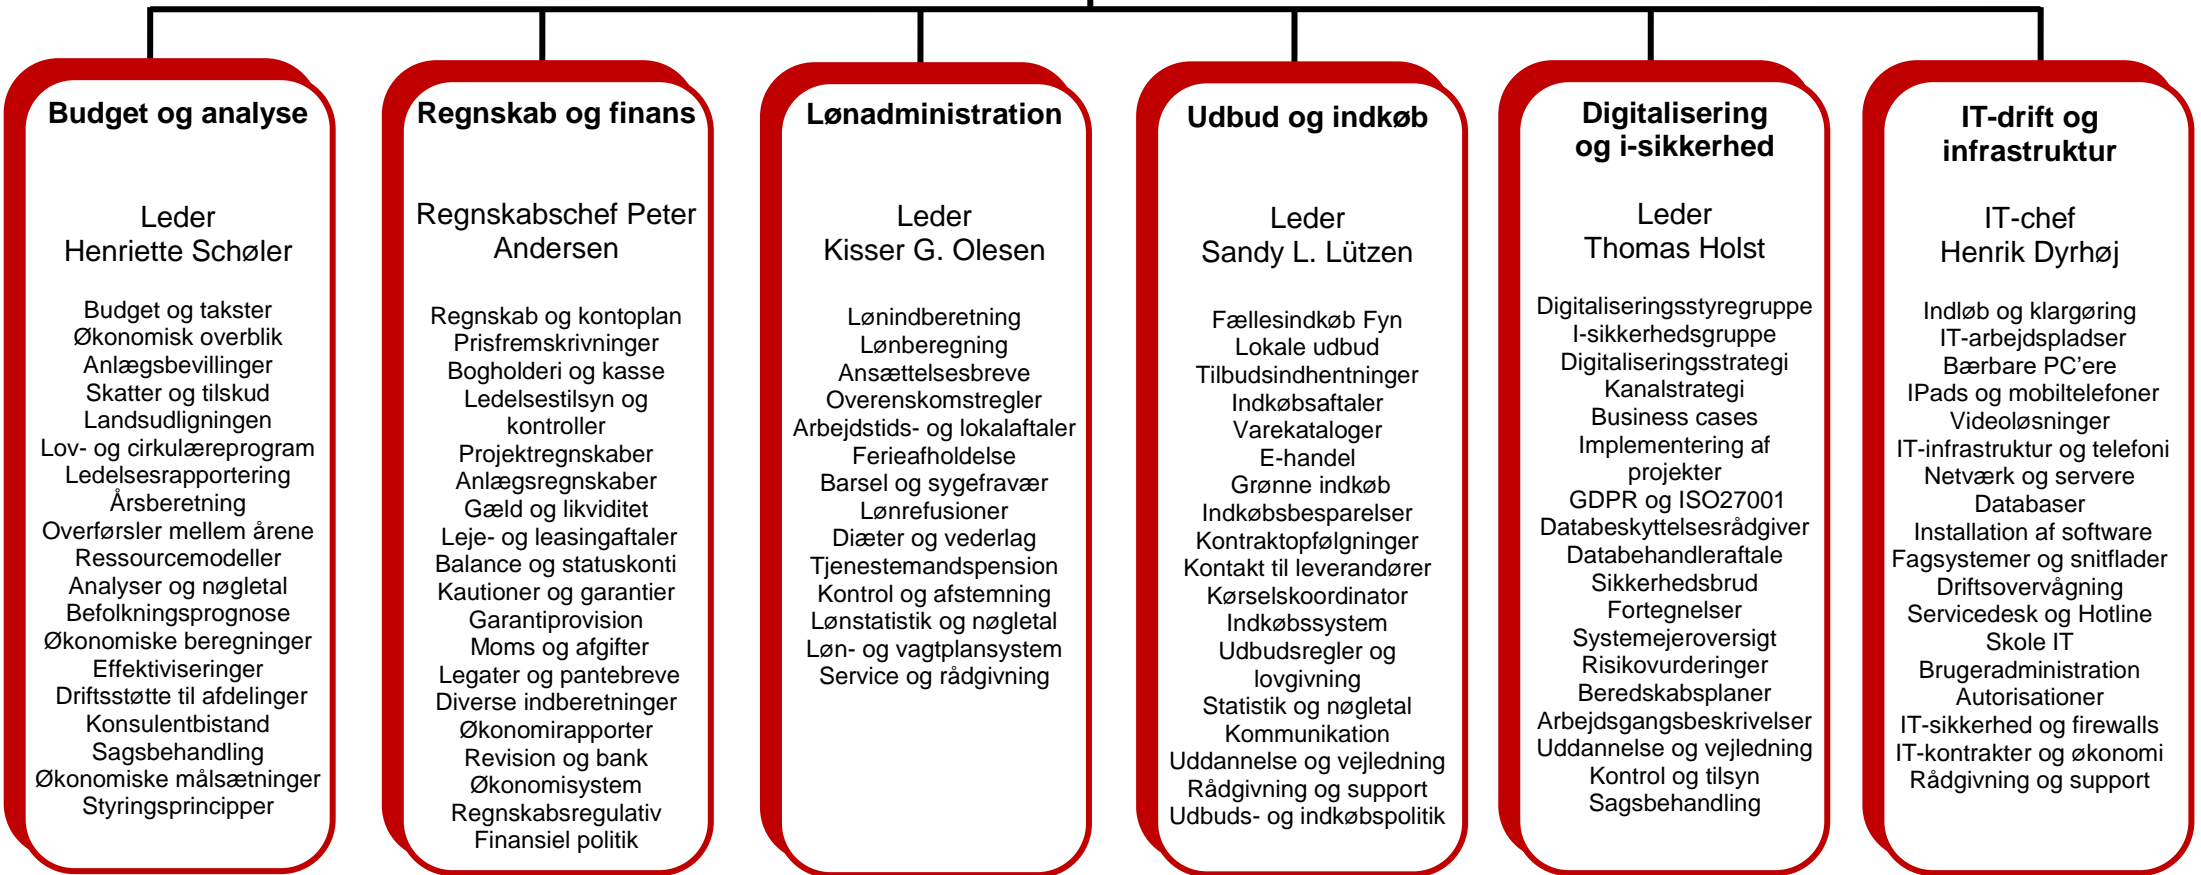 Budget og analyse
Leder
Henriette Schøler
Budget og takster
Økonomisk overblik
Anlægsbevillinger
Skatter og tilskud
Landsudligningen
Lov- og cirkulæreprogram
Ledelsesrapportering
Årsberetning
Overførsler mellem årene
Ressourcemodeller
Analyser og nøgletal
Befolkningsprognose
Økonomiske beregninger
Effektiviseringer
Driftsstøtte til afdelinger
Konsulentbistand
Sagsbehandling
Økonomiske målsætninger
Styringsprincipper
Regnskab og finans
Regnskabschef Peter
Andersen
Regnskab og kontoplan
Prisfremskrivninger
Bogholderi og kasse
Ledelsestilsyn og
kontroller
Projektregnskaber
Anlægsregnskaber
Gæld og likviditet
Leje- og leasingaftaler
Balance og statuskonti
Kautioner og garantier
Garantiprovision
Moms og afgifter
Legater og pantebreve
Diverse indberetninger
Økonomirapporter
Revision og bank
Økonomisystem
Regnskabsregulativ
Finansiel politik
Lønadministration
Leder
Kisser G. Olesen
Lønindberetning
Lønberegning
Ansættelsesbreve
Overenskomstregler
Arbejdstids- og lokalaftaler
Ferieafholdelse
Barsel og sygefravær
Lønrefusioner
Diæter og vederlag
Tjenestemandspension
Kontrol og afstemning
Lønstatistik og nøgletal
Løn- og vagtplansystem
Service og rådgivning
Udbud og indkøb
Leder
Sandy L. Lützen
Fællesindkøb Fyn
Lokale udbud
Tilbudsindhentninger
Indkøbsaftaler
Varekataloger
E-handel
Grønne indkøb
Indkøbsbesparelser
Kontraktopfølgninger
Kontakt til leverandører
Kørselskoordinator
Indkøbssystem
Udbudsregler og
lovgivning
Statistik og nøgletal
Kommunikation
Uddannelse og vejledning
Rådgivning og support
Udbuds- og indkøbspolitik
Digitalisering
og i-sikkerhed
Leder
Thomas Holst
Digitaliseringsstyregruppe
I-sikkerhedsgruppe
Digitaliseringsstrategi
Kanalstrategi
Business cases
Implementering af
projekter
GDPR og ISO27001
Databeskyttelsesrådgiver
Databehandleraftale
Sikkerhedsbrud
Fortegnelser
Systemejeroversigt
Risikovurderinger
Beredskabsplaner
Arbejdsgangsbeskrivelser
Uddannelse og vejledning
Kontrol og tilsyn
Sagsbehandling
IT-drift og
infrastruktur
IT-chef
Henrik Dyrhøj
Indløb og klargøring
IT-arbejdspladser
Bærbare PC’ere
IPads og mobiltelefoner
Videoløsninger
IT-infrastruktur og telefoni
Netværk og servere
Databaser
Installation af software
Fagsystemer og snitflader
Driftsovervågning
Servicedesk og Hotline
Skole IT
Brugeradministration
Autorisationer
IT-sikkerhed og firewalls
IT-kontrakter og økonomi
Rådgivning og support